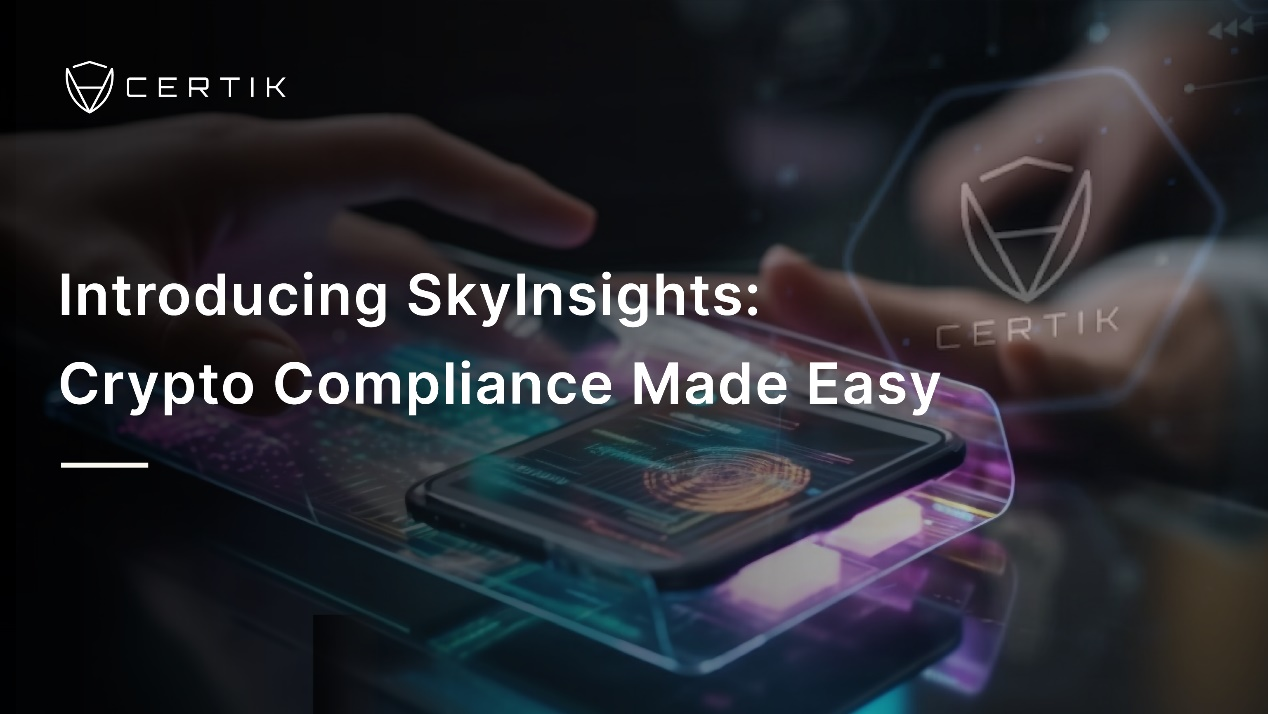 CERTIK
CERTIK
Introducing SkyInsights:
Crypto Compliance Made Easy